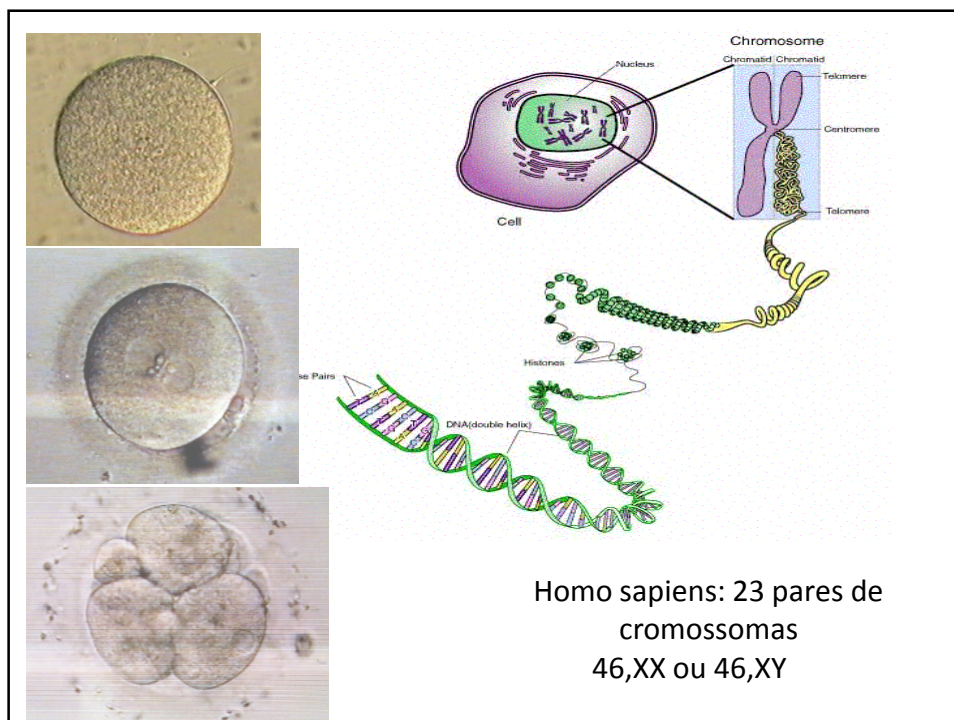 Chromosome
Chromatid Chromatid
Nucleus
Telomere
Centromere
Cell
Telomere
Histones
se Pairs
DNA(double helix)
Homo sapiens: 23 pares de
cromossomas
46,XX ou 46,XY